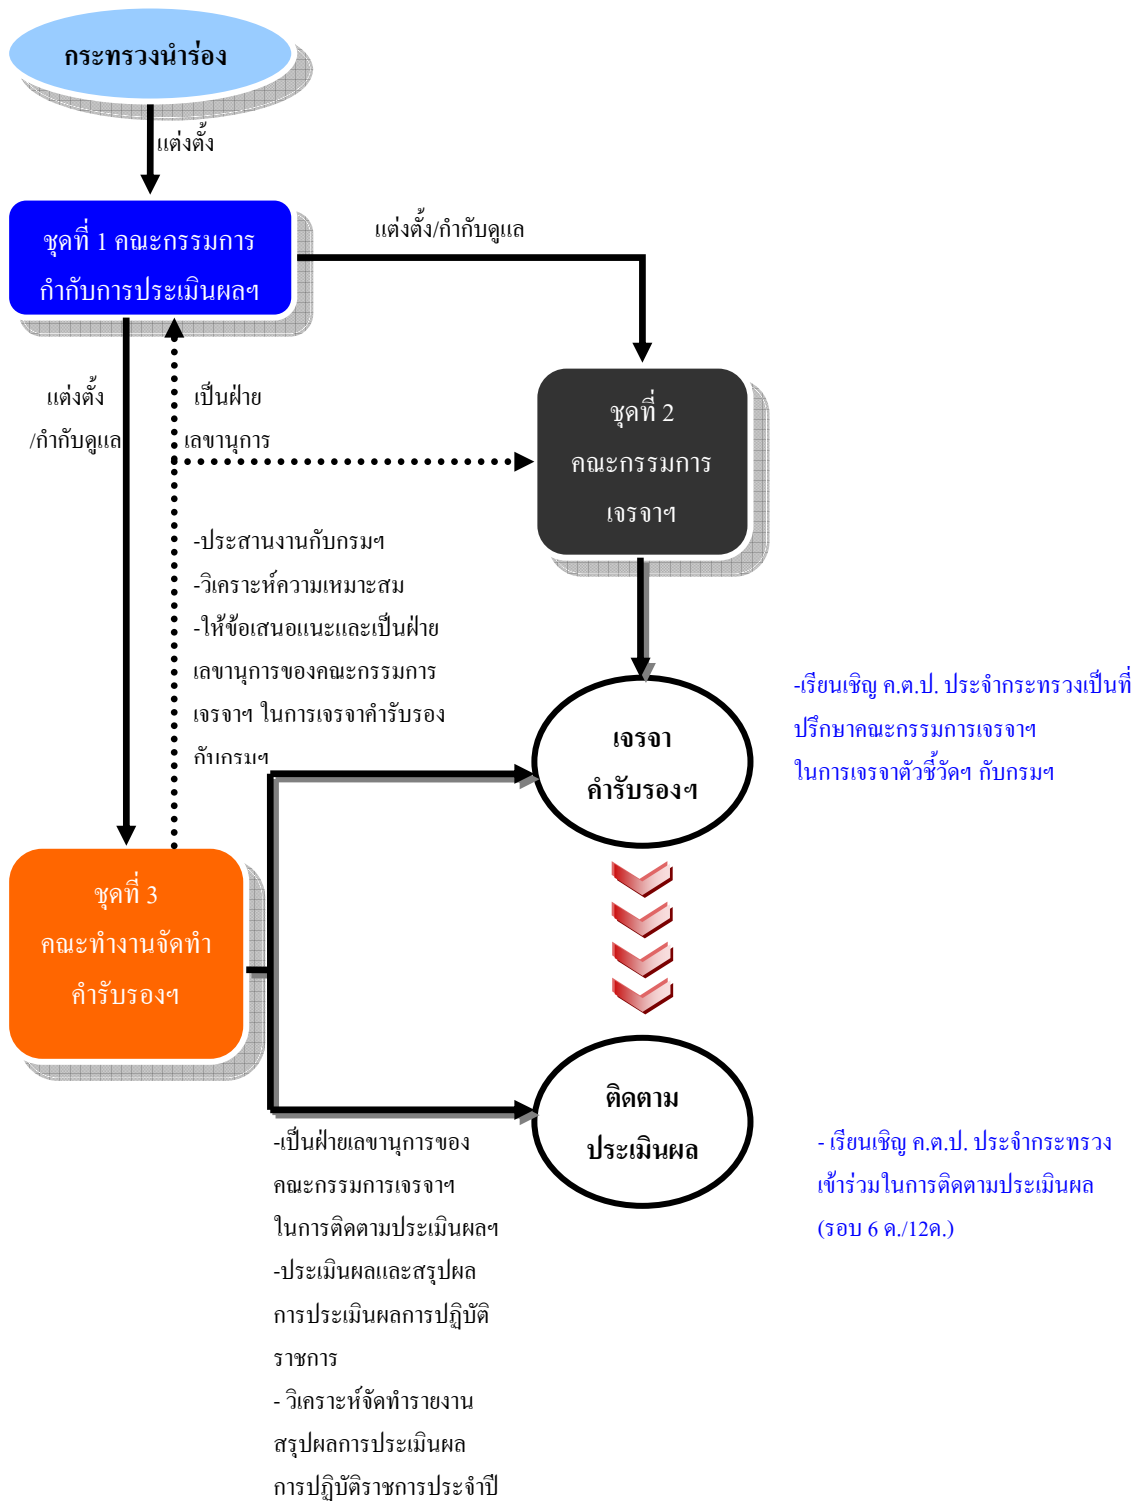 กระทรวงนำร่อง
แต่งตั้ง
ชุดที่ 1 คณะกรรมการ
กำกับการประเมินผลฯ
แต่งตั้ง/กำกับดูแล
แต่งตั้ง
/กำกับดูแล
เป็นฝ่าย
เลขานุการ
ชุดที่ 2
คณะกรรมการ
เจรจาฯ
-ประสานงานกับกรมฯ
-วิเคราะห์ความเหมาะสม
-ให้ข้อเสนอแนะและเป็นฝ่าย
เลขานุการของคณะกรรมการ
เจรจาฯ ในการเจรจาคำรับรอง
กับกรมฯ
เจรจา
คำรับรองฯ
-เรียนเชิญ ค.ต.ป. ประจำกระทรวงเป็นที่
ปรึกษาคณะกรรมการเจรจาฯ
ในการเจรจาตัวชี้วัดฯ กับกรมฯ
ชุดที่ 3
คณะทำงานจัดทำ
คำรับรองฯ
ติดตาม
ประเมินผล
-เป็นฝ่ายเลขานุการของ
คณะกรรมการเจรจาฯ
ในการติดตามประเมินผลฯ
-ประเมินผลและสรุปผล
การประเมินผลการปฏิบัติ
ราชการ
- วิเคราะห์จัดทำรายงาน
สรุปผลการประเมินผล
การปฏิบัติราชการประจำปี
- เรียนเชิญ ค.ต.ป. ประจำกระทรวง
เข้าร่วมในการติดตามประเมินผล
(รอบ 6 ด./12ด.)